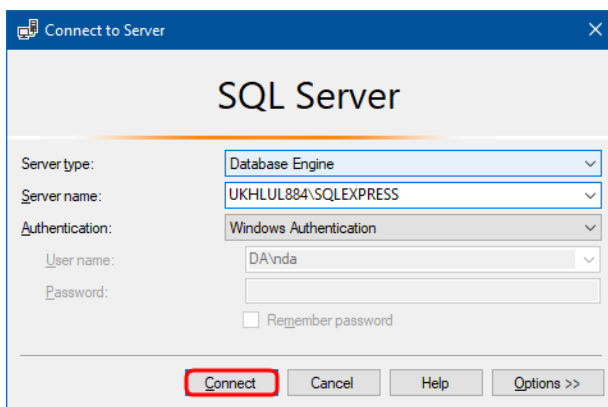 Connect to Server
SQL Server
Server type: Database Engine
Server name: UKHLUL884\SQLEXPRESS
Authentication: Windows Authentication
User name: DA\nda
Password:
Remember password
Connect Cancel Help Options >>